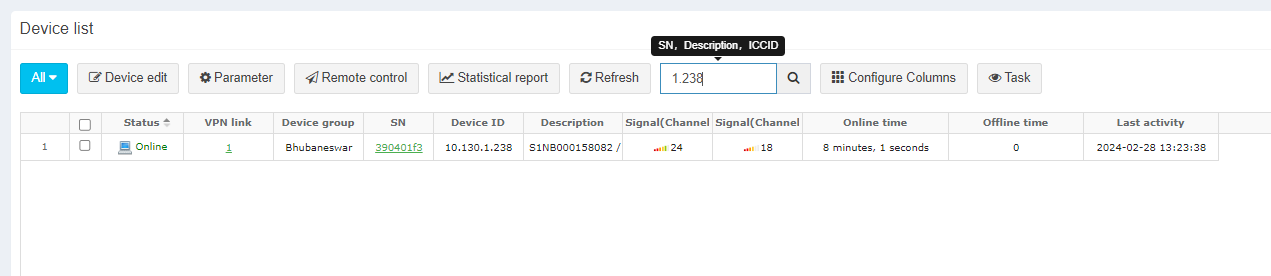 Device list
SN, Description, ICCID
All Device edit Parameter Remote control Statistical report Refresh 1.238 Configure Columns Task
Status VPN link Device group SN Device ID Description Signal(Channel Signal(Channel Online time Offline time Last activity
1 Online 1 Bhubaneswar 390401f3 10.130.1.238 S1NB000158082 / 24 18 8 minutes, 1 seconds 0 2024-02-28 13:23:38